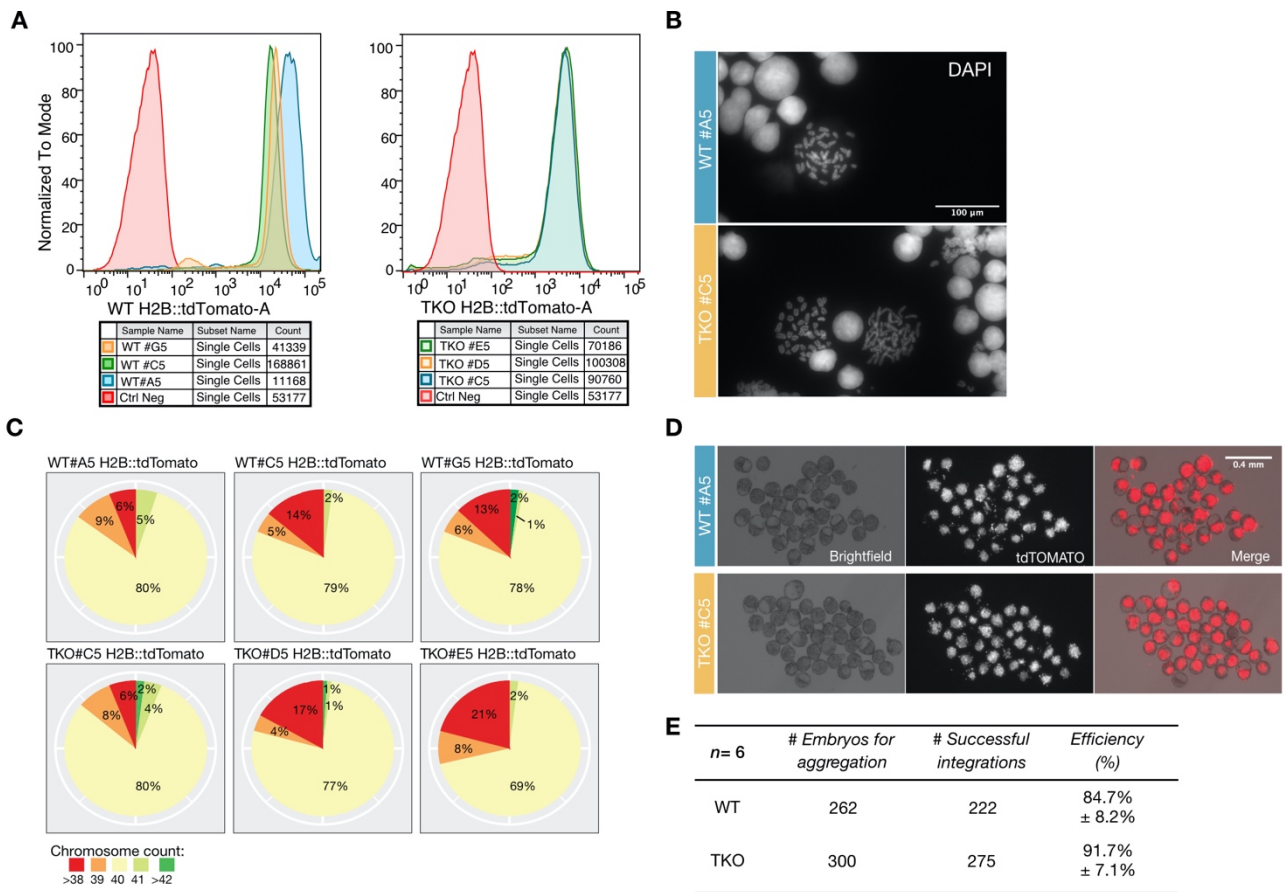 A
Normalized To Mode
100
80
60
40
20
0
10^0 10^1 10^2 10^3 10^4 10^5
WT H2B::tdTomato-A
Sample Name Subset Name Count
WT #G5 Single Cells 41339
WT #C5 Single Cells 168861
WT#A5 Single Cells 11168
Ctrl Neg Single Cells 53177
100
80
60
40
20
0
10^0 10^1 10^2 10^3 10^4 10^5
TKO H2B::tdTomato-A
Sample Name Subset Name Count
TKO #E5 Single Cells 70186
TKO #D5 Single Cells 100308
TKO #C5 Single Cells 90760
Ctrl Neg Single Cells 53177
B
WT #A5
DAPI
100 µm
TKO #C5
C
WT#A5 H2B::tdTomato
6%
9%
5%
80%
WT#C5 H2B::tdTomato
2%
14%
5%
79%
WT#G5 H2B::tdTomato
2%
13%
6%
1%
78%
TKO#C5 H2B::tdTomato
6%
2%
8%
4%
80%
TKO#D5 H2B::tdTomato
1%
17%
1%
4%
77%
TKO#E5 H2B::tdTomato
2%
21%
8%
69%
Chromosome count:
>38 39 40 41 >42
D
WT #A5
Brightfield
tdTOMATO
0.4 mm
Merge
TKO #C5
E
n= 6 # Embryos for aggregation # Successful integrations Efficiency (%)
WT 262 222 84.7% ± 8.2%
TKO 300 275 91.7% ± 7.1%